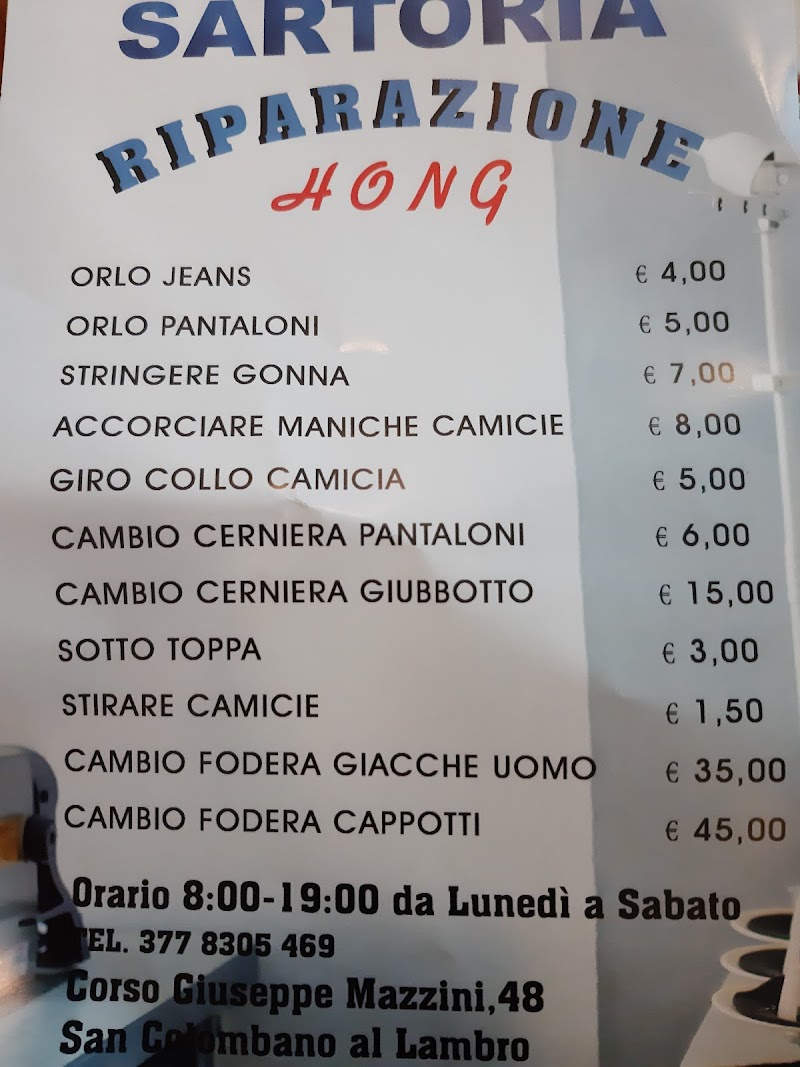 SARTORIA
RIPARAZIONE
HONG
ORLO JEANS € 4,00
ORLO PANTALONI € 5,00
STRINGERE GONNA € 7,00
ACCORCIARE MANICHE CAMICIE € 8,00
GIRO COLLO CAMICIA € 5,00
CAMBIO CERNIERA PANTALONI € 6,00
CAMBIO CERNIERA GIUBBOTTO € 15,00
SOTTO TOPPA € 3,00
STIRARE CAMICIE € 1,50
CAMBIO FODERA GIACCHE UOMO € 35,00
CAMBIO FODERA CAPPOTTI € 45,00
Orario 8:00-19:00 da Lunedì a Sabato
TEL. 377 8305 469
Corso Giuseppe Mazzini,48
San Colombano al Lambro